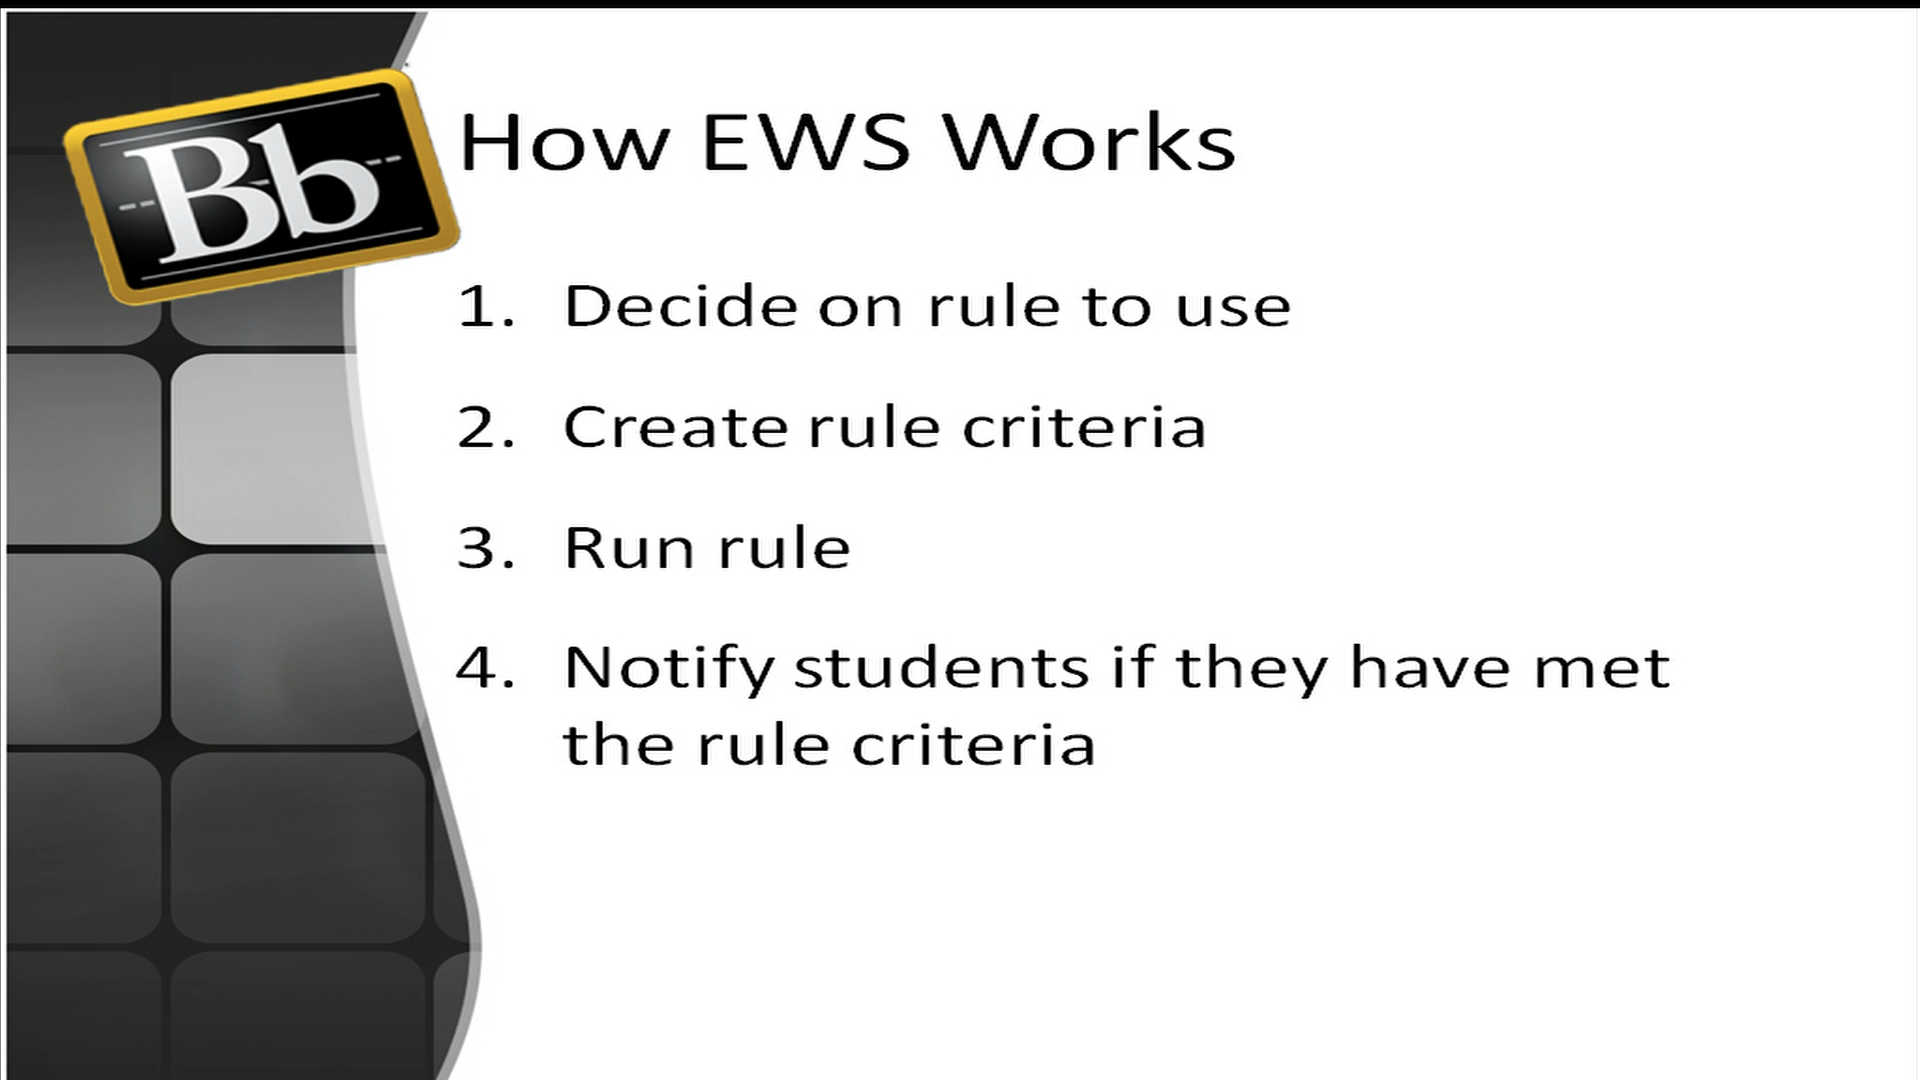 Bb
How EWS Works
1. Decide on rule to use
2. Create rule criteria
3. Run rule
4. Notify students if they have met
the rule criteria